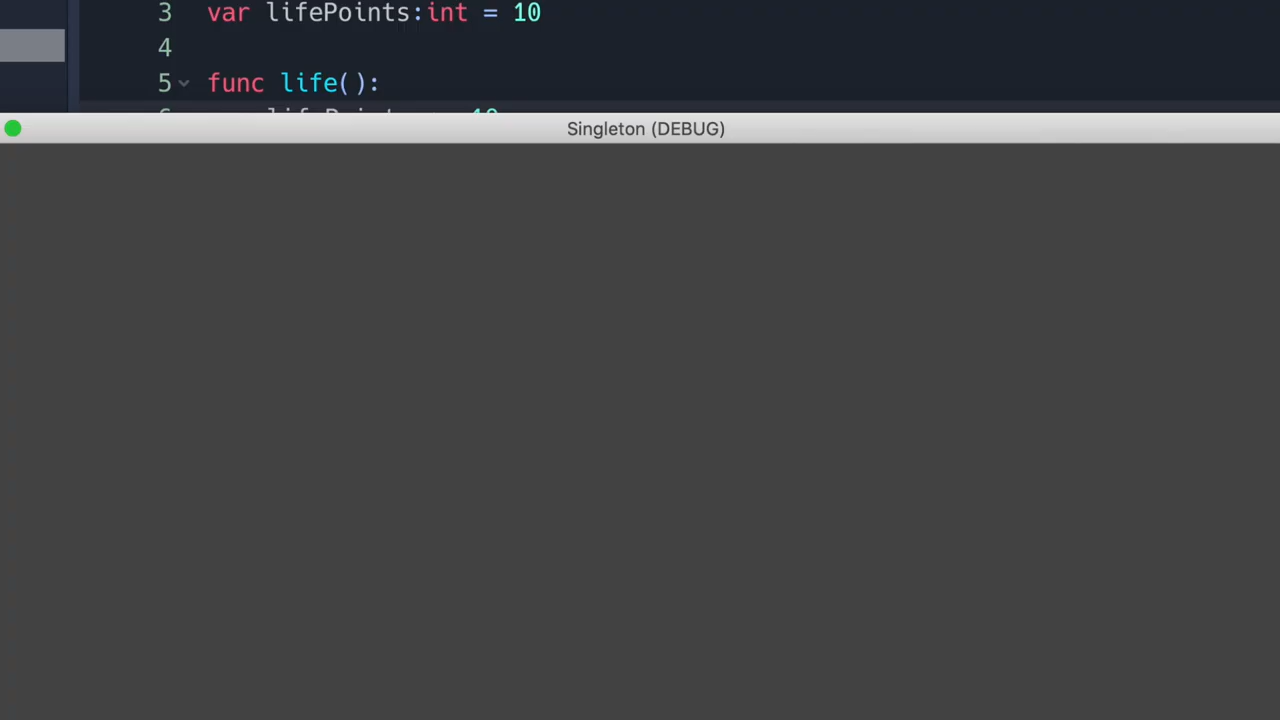 3 var lifePoints:int = 10
4
5 func life():
Singleton (DEBUG)